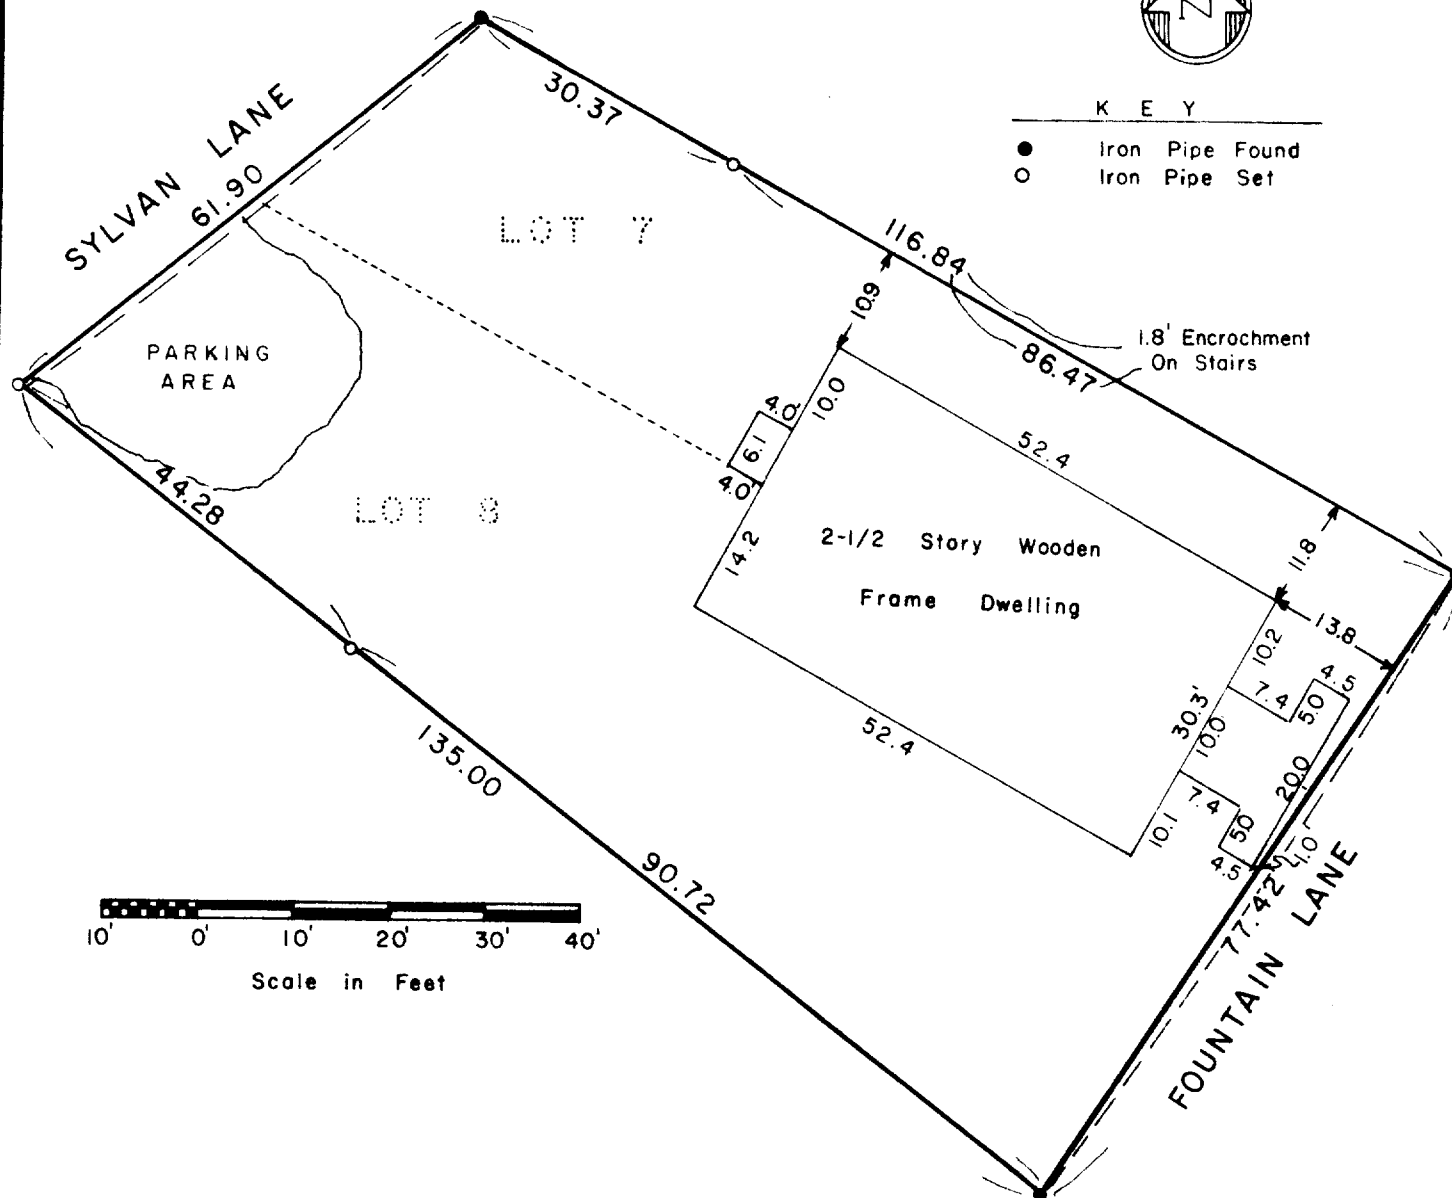 N
K E Y
Iron Pipe Found
Iron Pipe Set
SYLVAN LANE
61.90
30.37
LOT 7
116.84
1.8' Encrochment
On Stairs
86.47
10.9
PARKING
AREA
10.0
4.0'
6.1
4.0'
52.4
44.28
LOT 8
14.2
2-1/2 Story Wooden
Frame Dwelling
11.8
13.8
10.2
4.5
7.4
5.0
30.3'
10.0
20.0
52.4
7.4
5.0
10.1
4.5
1.0'
135.00
90.72
77.42
FOUNTAIN LANE
10' 0' 10' 20' 30' 40'
Scale in Feet